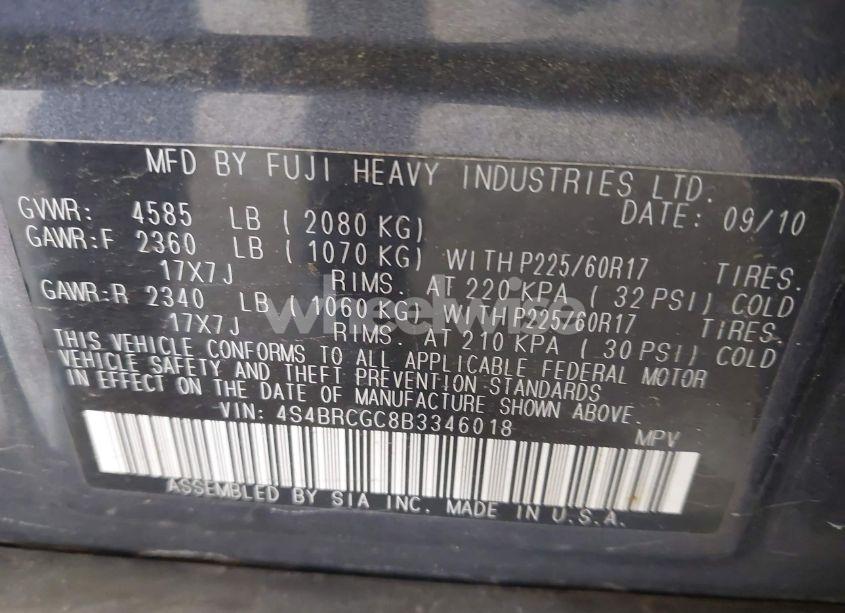 MFD BY FUJI HEAVY INDUSTRIES LTD.
GVWR: 4585 LB ( 2080 KG) DATE: 09/10
GAWR:F 2360 LB ( 1070 KG) WITH P225/60R17 TIRES.
17X7J RIMS. AT 220 KPA ( 32 PSI) COLD
GAWR:R 2340 LB ( 1060 KG) WITH P225/60R17 TIRES.
17X7J RIMS. AT 210 KPA ( 30 PSI) COLD
THIS VEHICLE CONFORMS TO ALL APPLICABLE FEDERAL MOTOR
VEHICLE SAFETY AND THEFT PREVENTION STANDARDS
IN EFFECT ON THE DATE OF MANUFACTURE SHOWN ABOVE.
VIN: 4S4BRCGC8B3346018 MPV
ASSEMBLED BY SIA INC. MADE IN U.S.A.
wheelwise